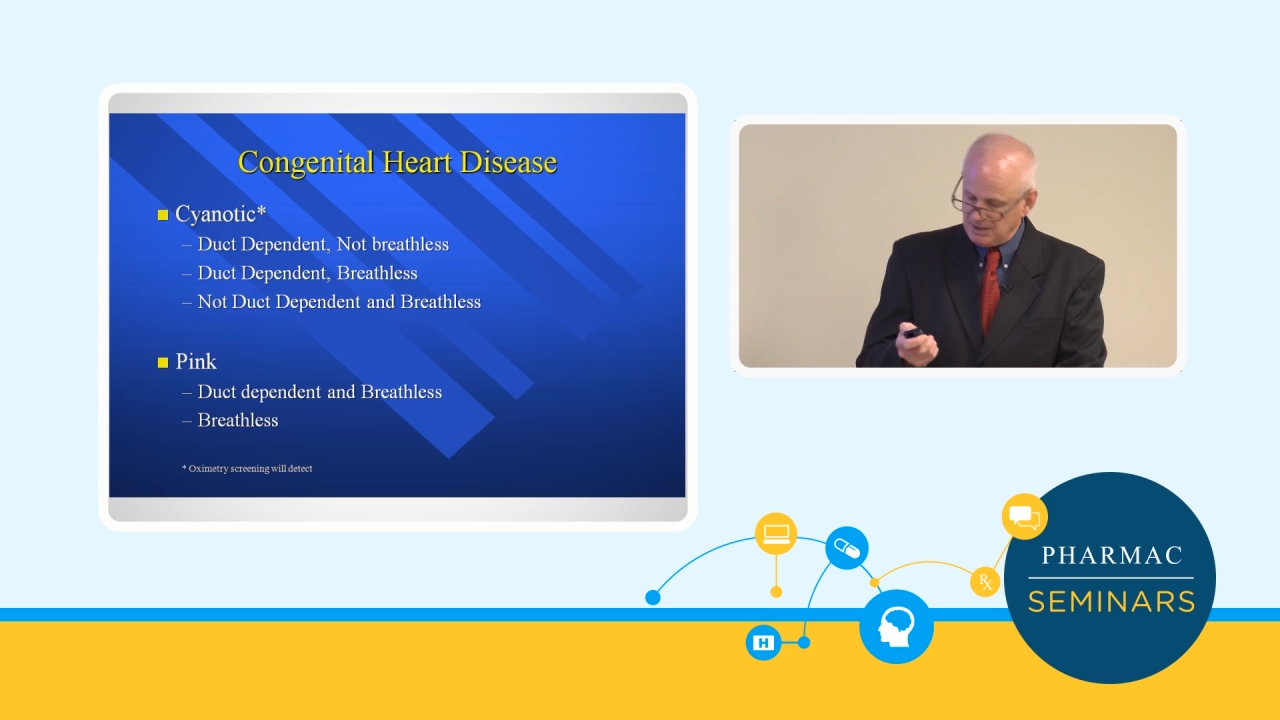 Congenital Heart Disease
Cyanotic*
– Duct Dependent, Not breathless
– Duct Dependent, Breathless
– Not Duct Dependent and Breathless
Pink
– Duct dependent and Breathless
– Breathless
* Oximetry screening will detect
H
Rx
PHARMAC
SEMINARS